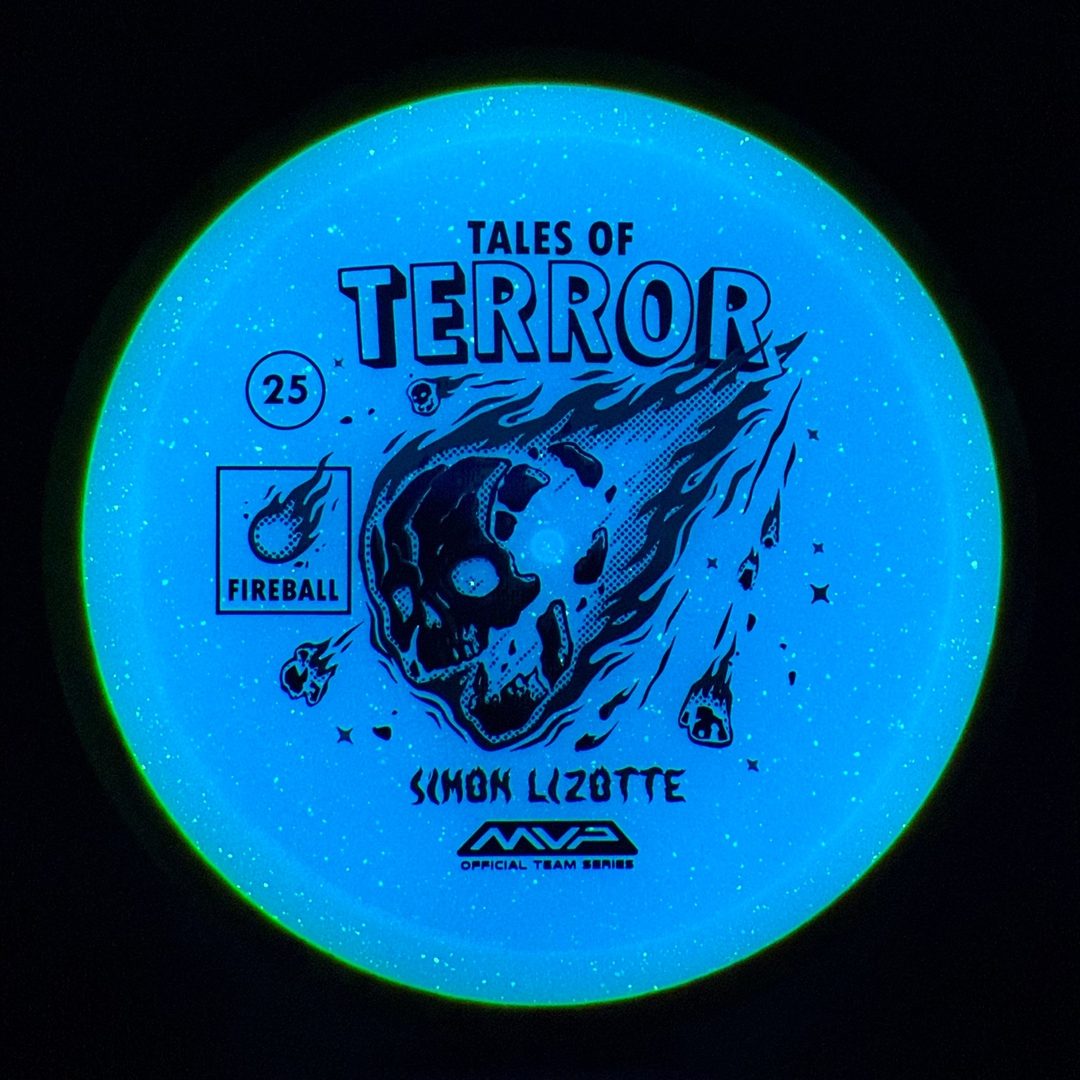 TALES OF
TERROR
25
FIREBALL
SIMON LIZOTTE
MVP
OFFICIAL TEAM SERIES